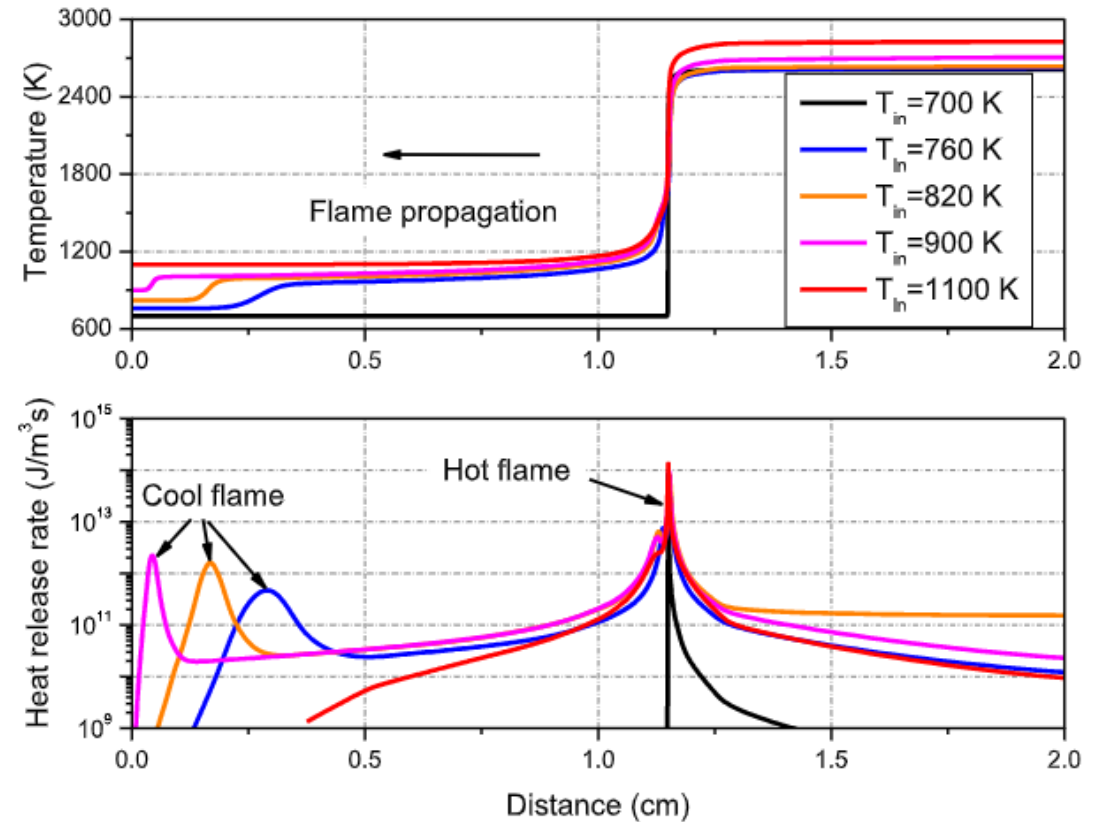 3000
2400
1800
1200
600
Temperature (K)
Flame propagation
T_in=700 K
T_In=760 K
T_in=820 K
T_in=900 K
T_In=1100 K
0.0 0.5 1.0 1.5 2.0
10^15
10^13
10^11
10^9
Heat release rate (J/m³s)
Cool flame
Hot flame
0.0 0.5 1.0 1.5 2.0
Distance (cm)